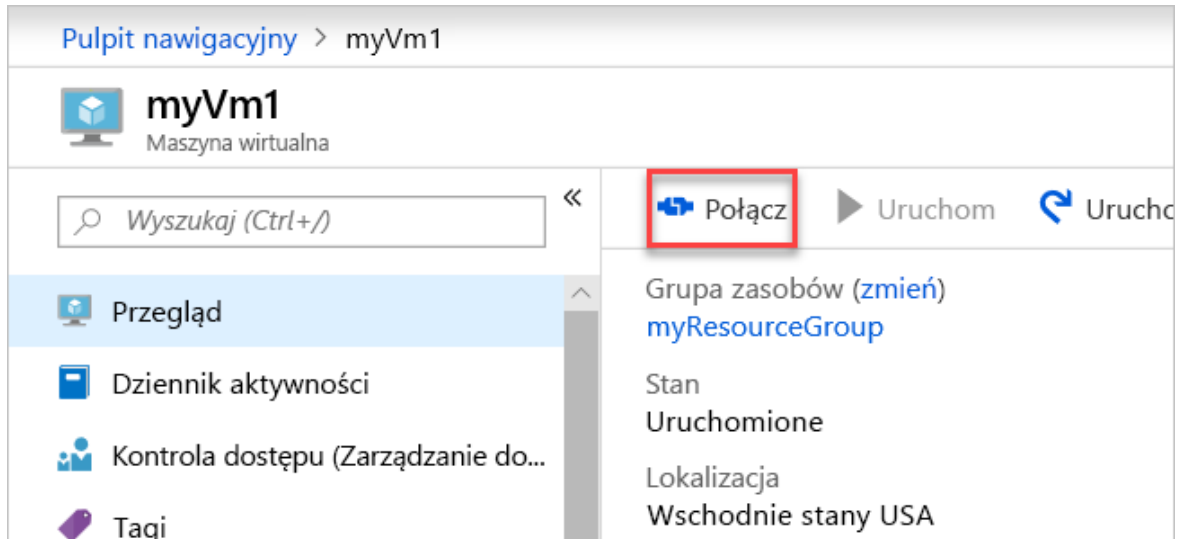 Pulpit nawigacyjny > myVm1
myVm1
Maszyna wirtualna
Wyszukaj (Ctrl+/)
«
Przegląd
Dziennik aktywności
Kontrola dostępu (Zarządzanie do...
Tagi
Połącz Uruchom Urucho
Grupa zasobów (zmień)
myResourceGroup
Stan
Uruchomione
Lokalizacja
Wschodnie stany USA